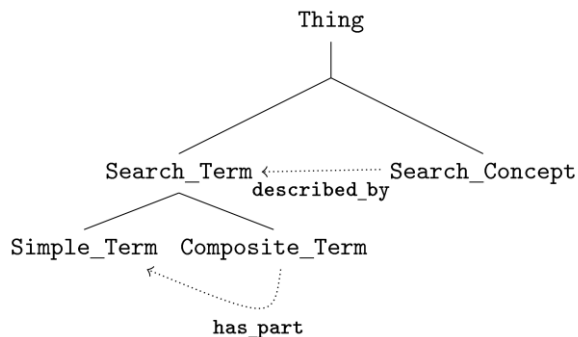 Thing
Search_Term
Search_Concept
described_by
Simple_Term
Composite_Term
has_part